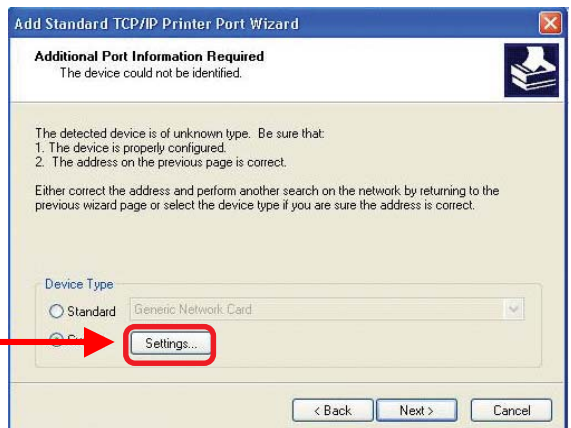 Add Standard TCP/IP Printer Port Wizard
Additional Port Information Required
The device could not be identified.
The detected device is of unknown type. Be sure that:
1. The device is properly configured.
2. The address on the previous page is correct.
Either correct the address and perform another search on the network by returning to the
previous wizard page or select the device type if you are sure the address is correct.
Device Type
Standard
Generic Network Card
Settings...
< Back
Next >
Cancel